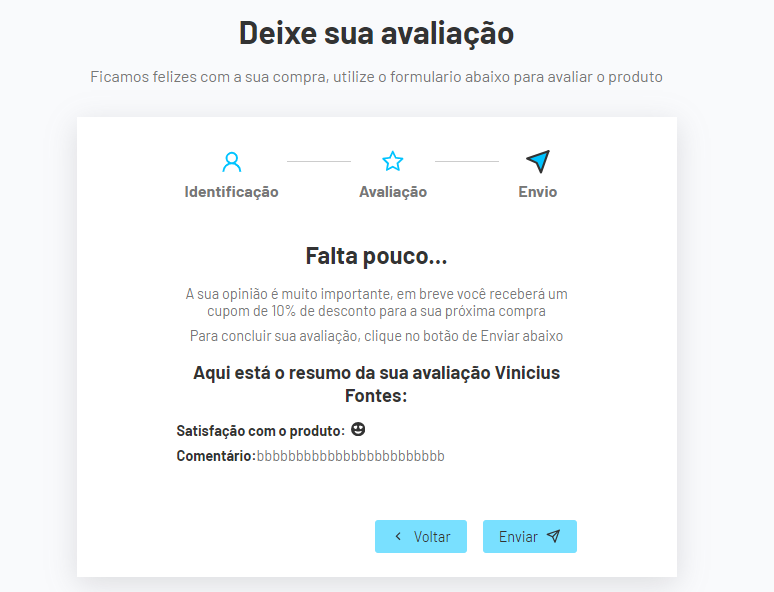 Deixe sua avaliação
Ficamos felizes com a sua compra, utilize o formulario abaixo para avaliar o produto
Identificação Avaliação Envio
Falta pouco...
A sua opinião é muito importante, em breve você receberá um
cupom de 10% de desconto para a sua próxima compra
Para concluir sua avaliação, clique no botão de Enviar abaixo
Aqui está o resumo da sua avaliação Vinicius
Fontes:
Satisfação com o produto:
Comentário:bbbbbbbbbbbbbbbbbbbbbbbb
Voltar Enviar